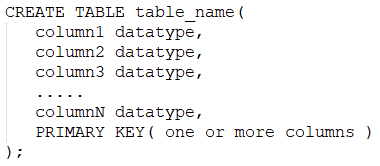 CREATE TABLE table_name(
column1 datatype,
column2 datatype,
column3 datatype,
.....
columnN datatype,
PRIMARY KEY( one or more columns )
);